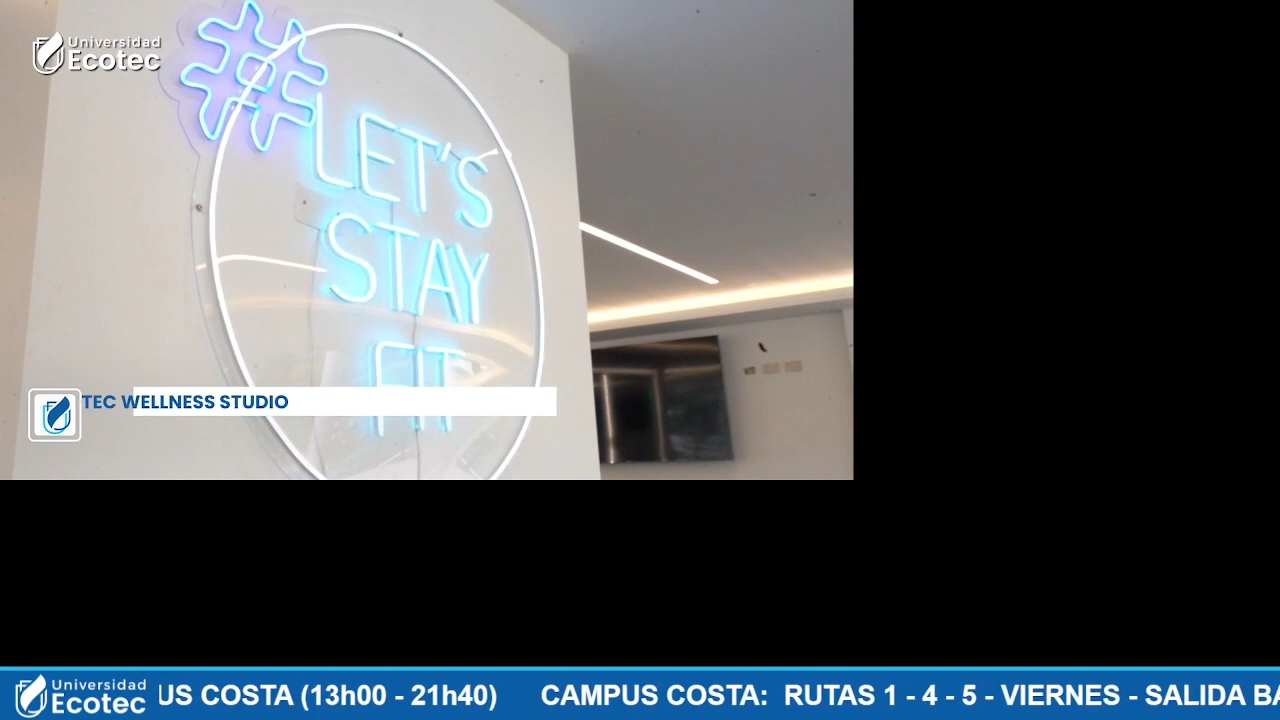 Universidad
Ecotec
#LET'S
STAY
FIT
TEC WELLNESS STUDIO
Universidad
Ecotec
US COSTA (13h00 - 21h40) CAMPUS COSTA: RUTAS 1 - 4 - 5 - VIERNES - SALIDA BA